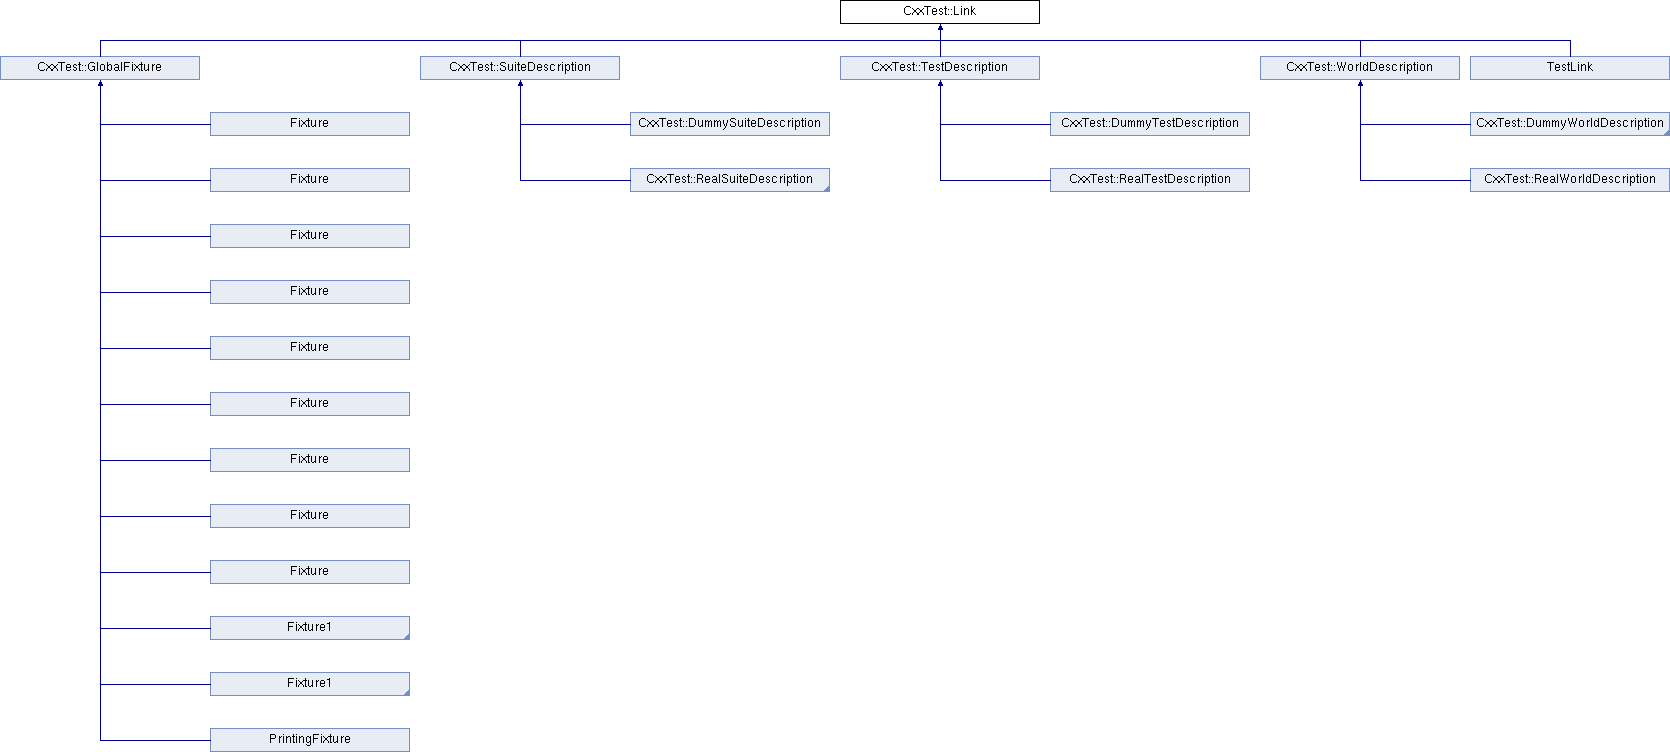 CxxTest::Link
CxxTest::GlobalFixture
CxxTest::SuiteDescription
CxxTest::TestDescription
CxxTest::WorldDescription
TestLink
Fixture
CxxTest::DummySuiteDescription
CxxTest::DummyTestDescription
CxxTest::DummyWorldDescription
Fixture
CxxTest::RealSuiteDescription
CxxTest::RealTestDescription
CxxTest::RealWorldDescription
Fixture
Fixture
Fixture
Fixture
Fixture
Fixture
Fixture
Fixture1
Fixture1
PrintingFixture